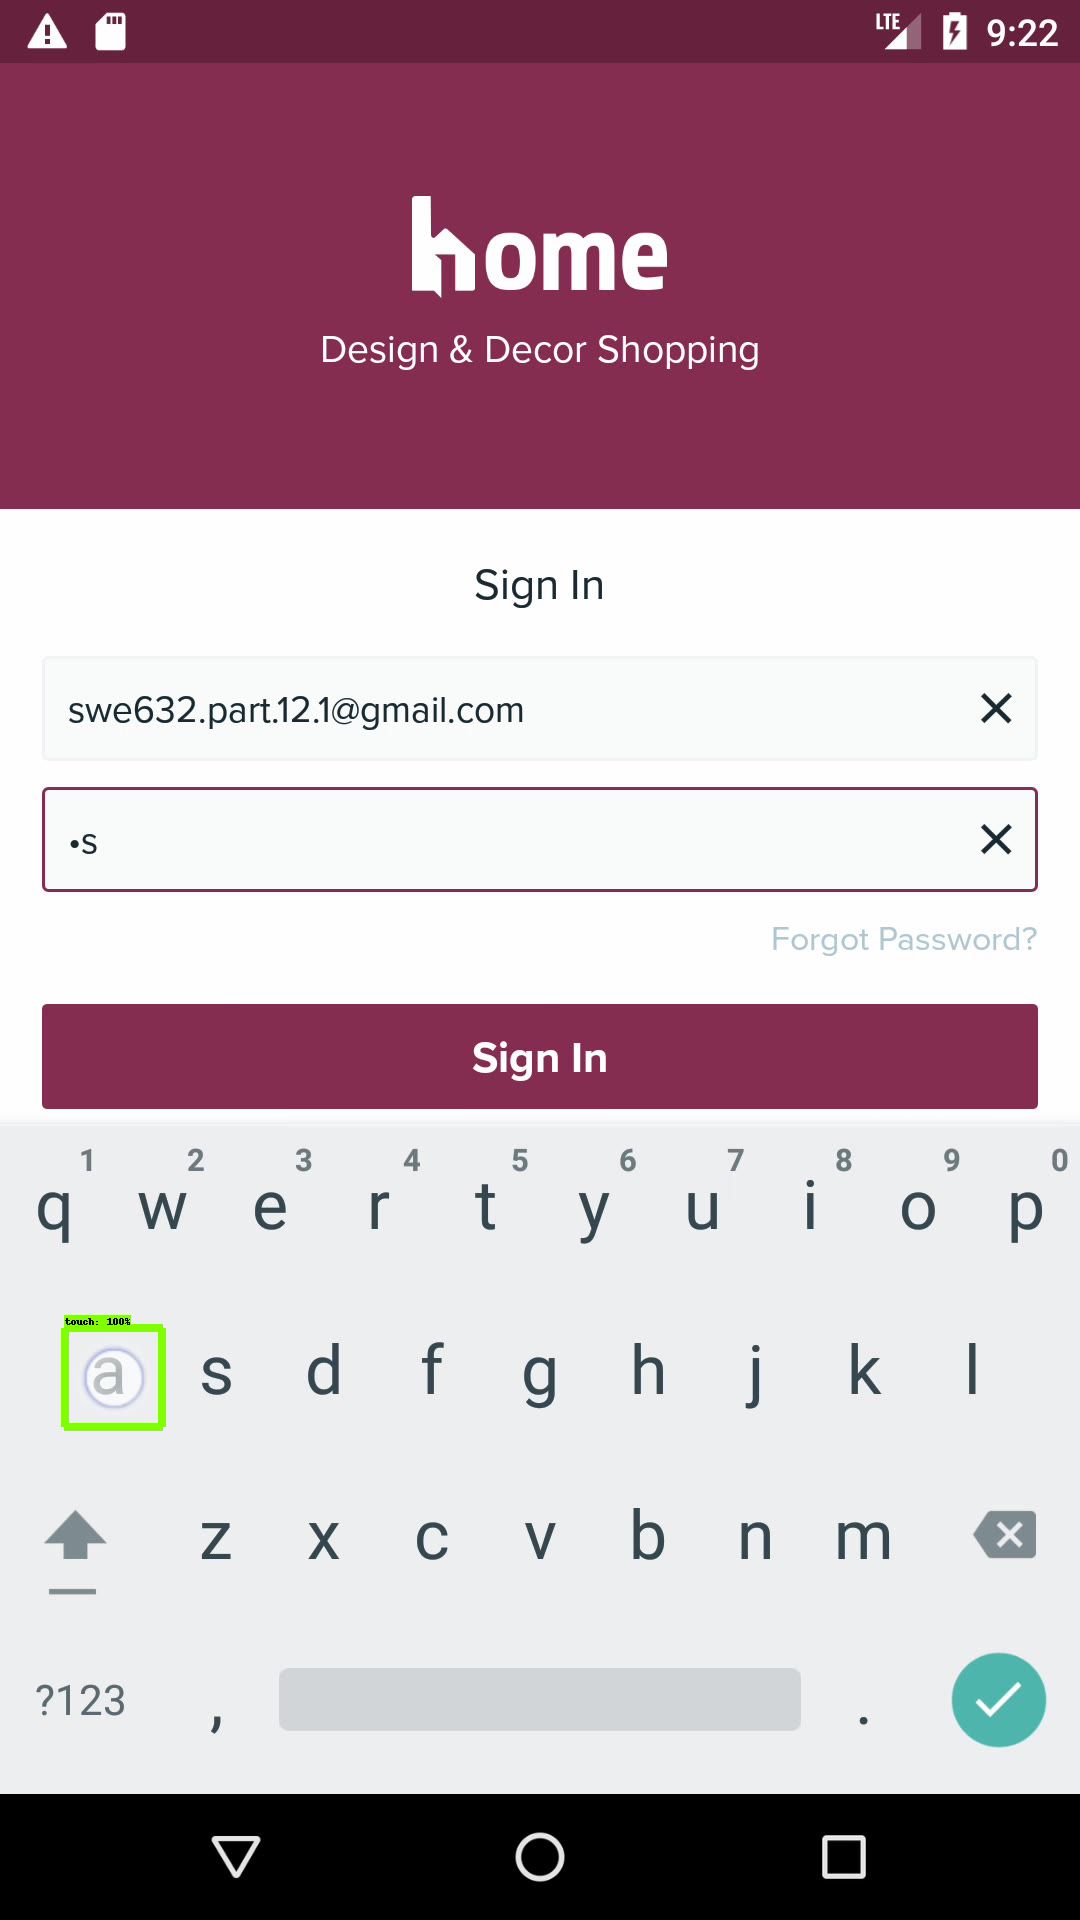 LTE 9:22
home
Design & Decor Shopping
Sign In
swe632.part.12.1@gmail.com
•s
Forgot Password?
Sign In
1 2 3 4 5 6 7 8 9 0
q w e r t y u i o p
touch: 100%
a s d f g h j k l
z x c v b n m
?123 , .